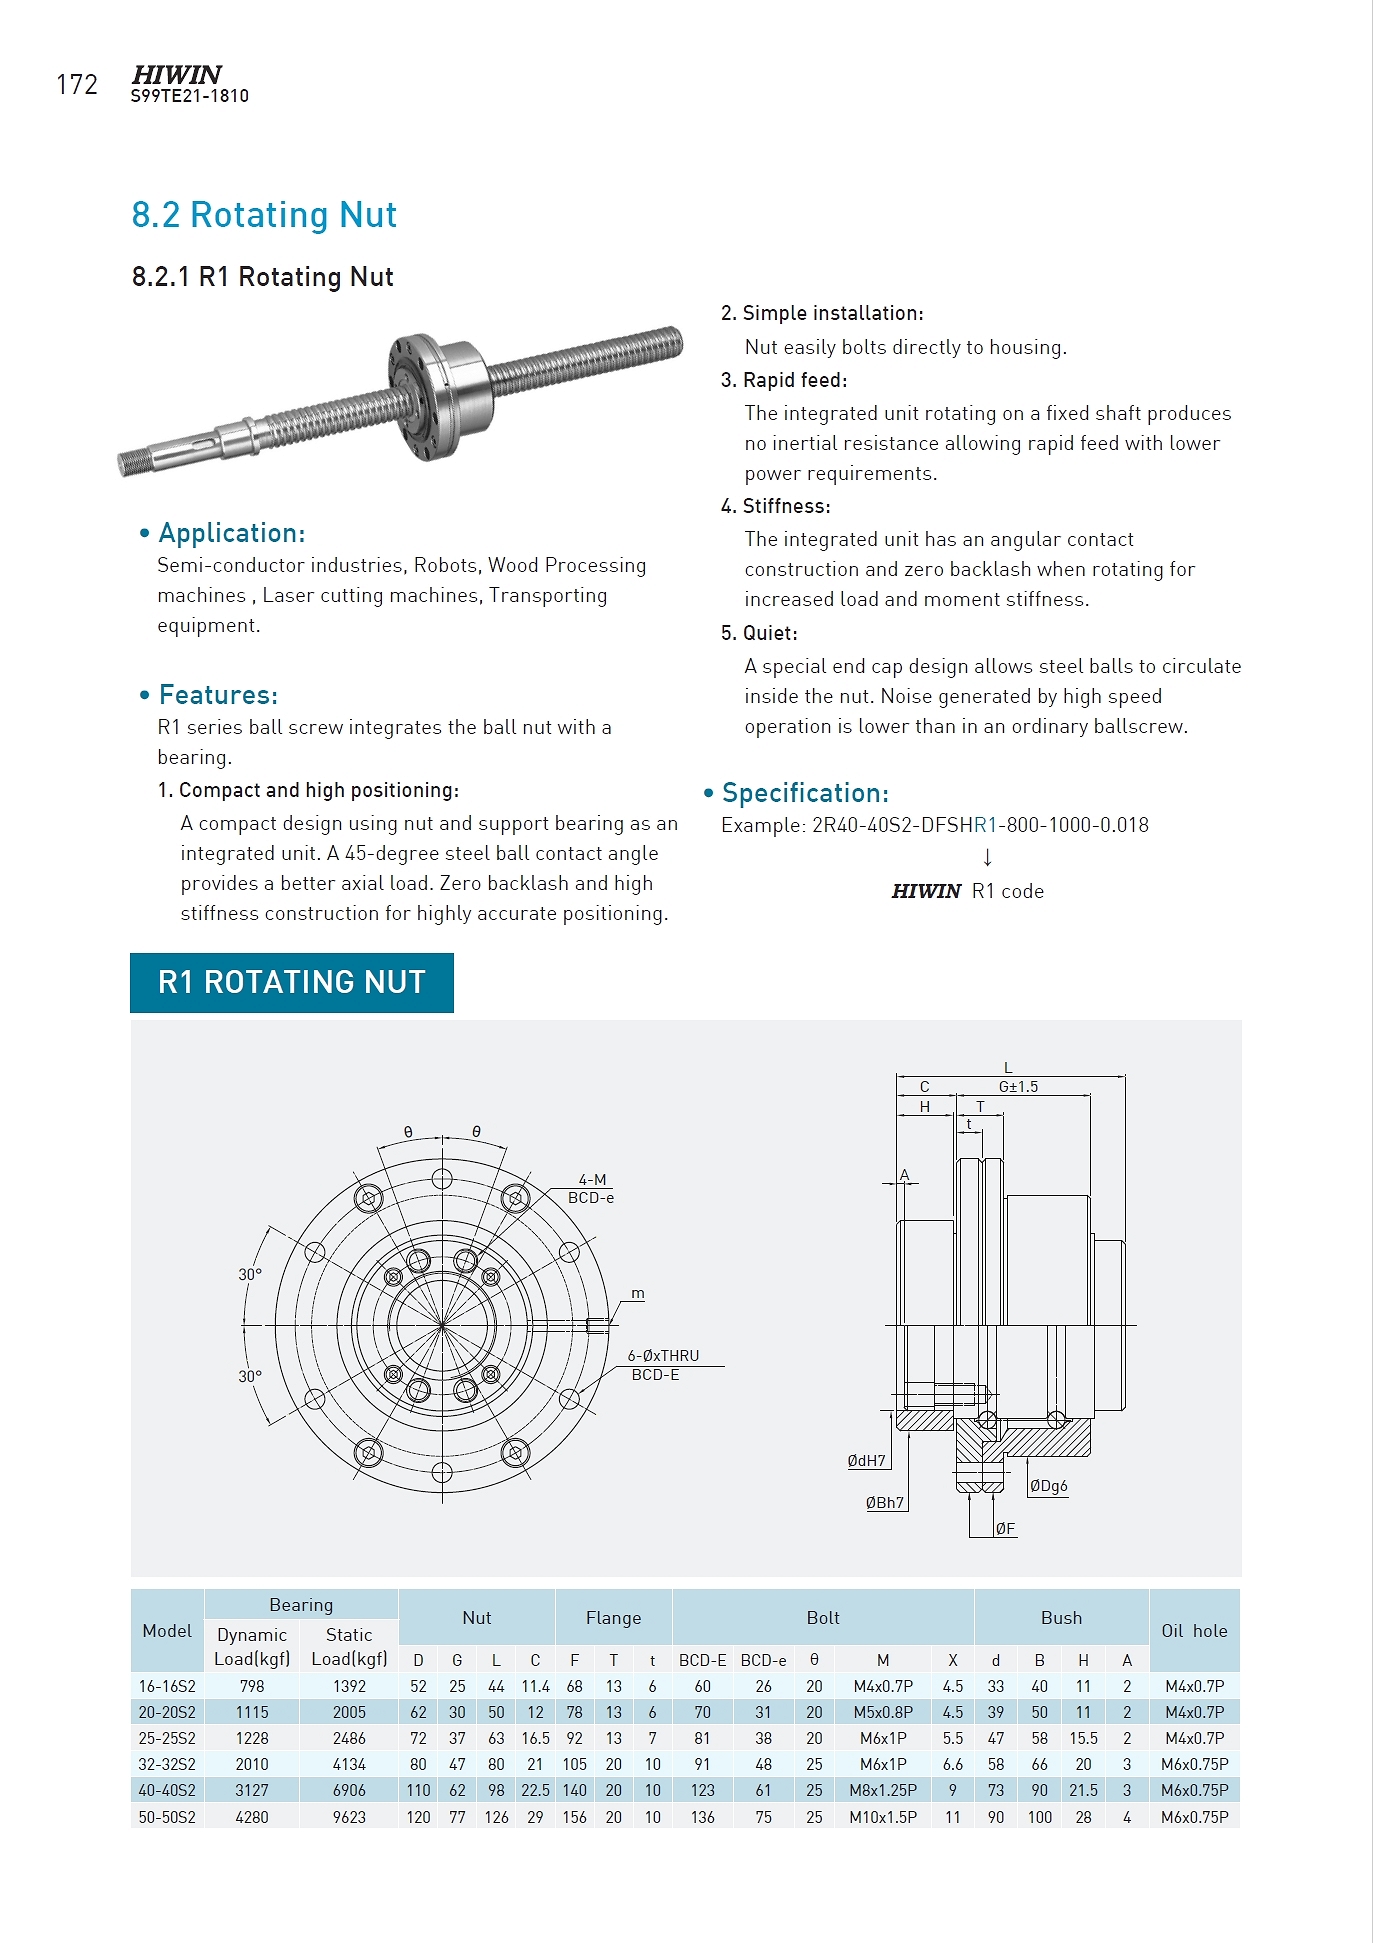 172
HIWIN
S99TE21-1810
8.2 Rotating Nut
8.2.1 R1 Rotating Nut
• Application:
Semi-conductor industries, Robots, Wood Processing
machines , Laser cutting machines, Transporting
equipment.
• Features:
R1 series ball screw integrates the ball nut with a
bearing.
1. Compact and high positioning:
A compact design using nut and support bearing as an
integrated unit. A 45-degree steel ball contact angle
provides a better axial load. Zero backlash and high
stiffness construction for highly accurate positioning.
2. Simple installation:
Nut easily bolts directly to housing.
3. Rapid feed:
The integrated unit rotating on a fixed shaft produces
no inertial resistance allowing rapid feed with lower
power requirements.
4. Stiffness:
The integrated unit has an angular contact
construction and zero backlash when rotating for
increased load and moment stiffness.
5. Quiet:
A special end cap design allows steel balls to circulate
inside the nut. Noise generated by high speed
operation is lower than in an ordinary ballscrew.
• Specification:
Example: 2R40-40S2-DFSHR1-800-1000-0.018
↓
HIWIN R1 code
R1 ROTATING NUT
θ θ
4-M
BCD-e
30°
m
6-ØxTHRU
BCD-E
30°
L
C G±1.5
H T
t
A
ØdH7
ØBh7
ØDg6
ØF
Model Bearing Nut Flange Bolt Bush Oil hole
Dynamic Load(kgf) Static Load(kgf) D G L C F T t BCD-E BCD-e θ M X d B H A
16-16S2 798 1392 52 25 44 11.4 68 13 6 60 26 20 M4x0.7P 4.5 33 40 11 2 M4x0.7P
20-20S2 1115 2005 62 30 50 12 78 13 6 70 31 20 M5x0.8P 4.5 39 50 11 2 M4x0.7P
25-25S2 1228 2486 72 37 63 16.5 92 13 7 81 38 20 M6x1P 5.5 47 58 15.5 2 M4x0.7P
32-32S2 2010 4134 80 47 80 21 105 20 10 91 48 25 M6x1P 6.6 58 66 20 3 M6x0.75P
40-40S2 3127 6906 110 62 98 22.5 140 20 10 123 61 25 M8x1.25P 9 73 90 21.5 3 M6x0.75P
50-50S2 4280 9623 120 77 126 29 156 20 10 136 75 25 M10x1.5P 11 90 100 28 4 M6x0.75P